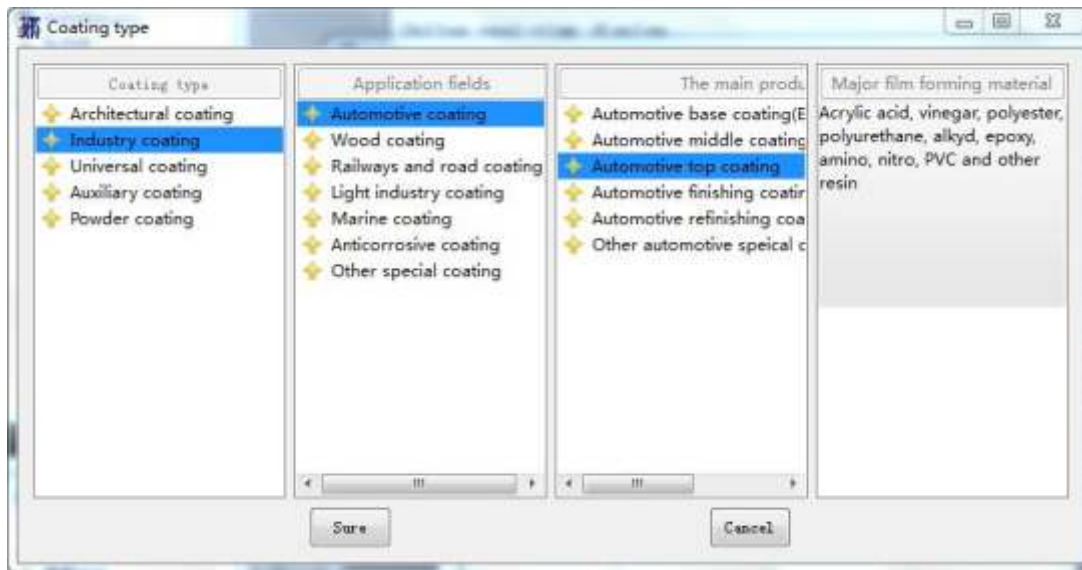 Coating type
Coating type
Architectural coating
Industry coating
Universal coating
Auxiliary coating
Powder coating
Application fields
Automotive coating
Wood coating
Railways and road coating
Light industry coating
Marine coating
Anticorrosive coating
Other special coating
The main produ
Automotive base coating(E
Automotive middle coating
Automotive top coating
Automotive finishing coatir
Automotive refinishing coa
Other automotive speical c
Major film forming material
Acrylic acid, vinegar, polyester,
polyurethane, alkyd, epoxy,
amino, nitro, PVC and other
resin
Sure
Cancel